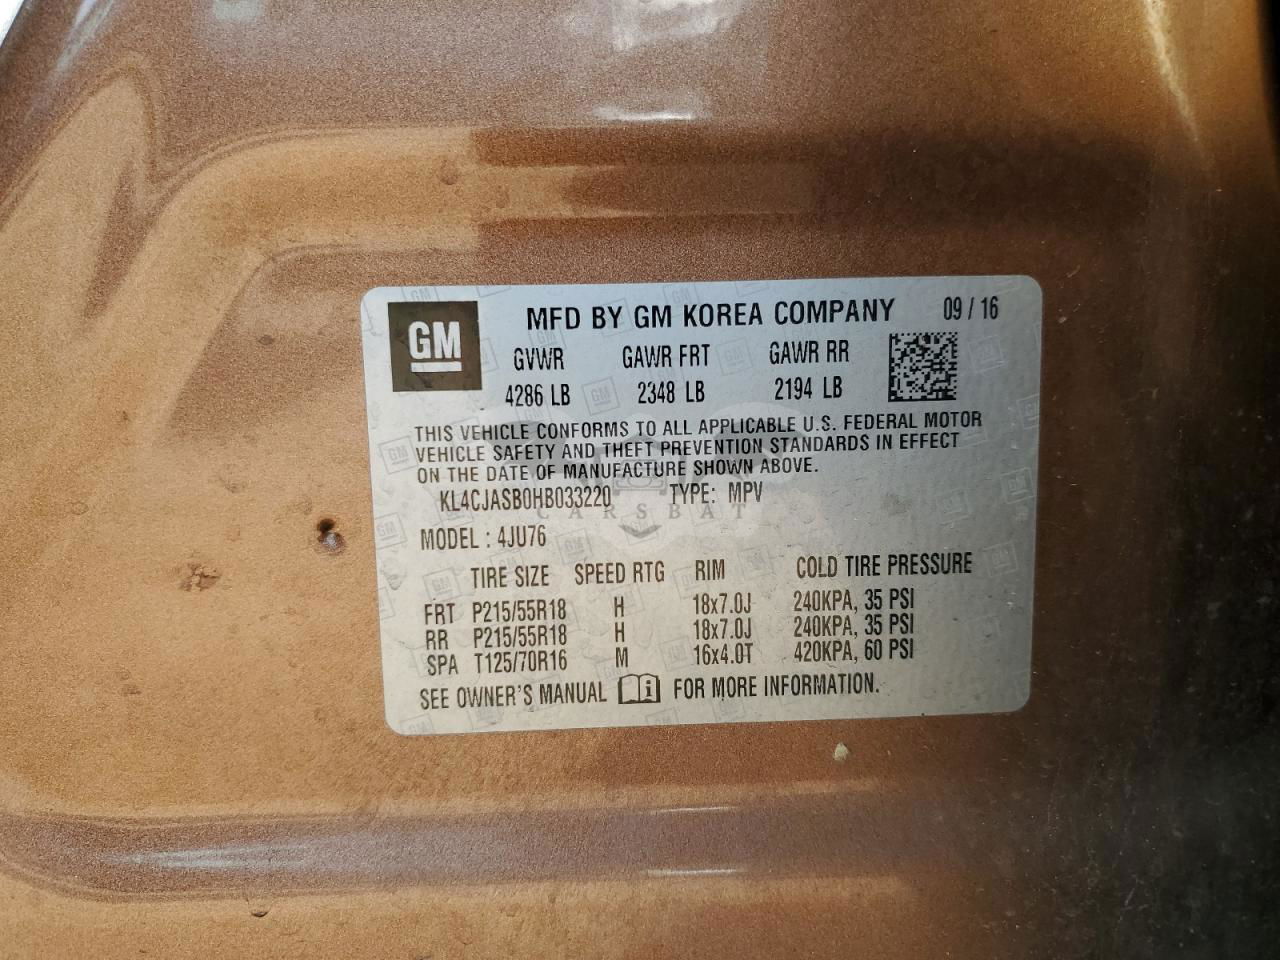 GM
MFD BY GM KOREA COMPANY 09 / 16
GVWR GAWR FRT GAWR RR
4286 LB 2348 LB 2194 LB
THIS VEHICLE CONFORMS TO ALL APPLICABLE U.S. FEDERAL MOTOR
VEHICLE SAFETY AND THEFT PREVENTION STANDARDS IN EFFECT
ON THE DATE OF MANUFACTURE SHOWN ABOVE.
KL4CJASB0HB033220 TYPE: MPV
CARSBAT
MODEL : 4JU76
TIRE SIZE SPEED RTG RIM COLD TIRE PRESSURE
FRT P215/55R18 H 18x7.0J 240KPA, 35 PSI
RR P215/55R18 H 18x7.0J 240KPA, 35 PSI
SPA T125/70R16 M 16x4.0T 420KPA, 60 PSI
SEE OWNER'S MANUAL i FOR MORE INFORMATION.